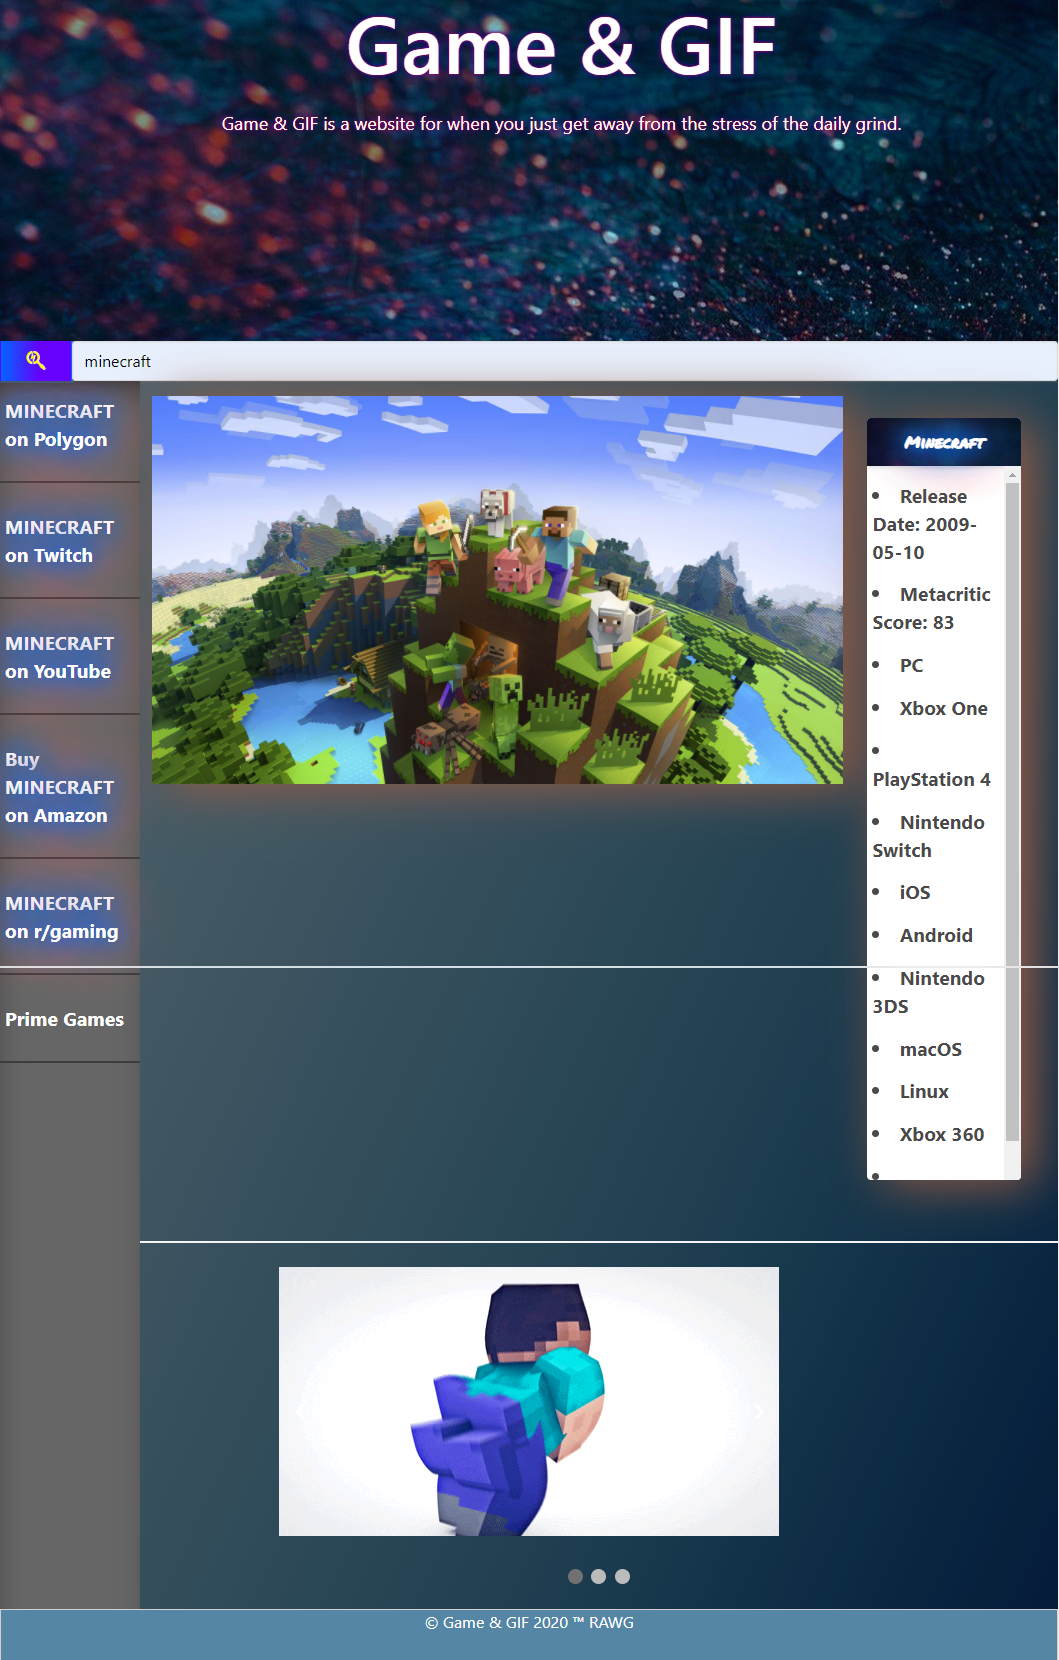 Game & GIF
Game & GIF is a website for when you just get away from the stress of the daily grind.
minecraft
MINECRAFT
on Polygon
MINECRAFT
on Twitch
MINECRAFT
on YouTube
Buy
MINECRAFT
on Amazon
MINECRAFT
on r/gaming
Prime Games
Minecraft
Release
Date: 2009-
05-10
Metacritic
Score: 83
PC
Xbox One
PlayStation 4
Nintendo
Switch
iOS
Android
Nintendo
3DS
macOS
Linux
Xbox 360
© Game & GIF 2020 ™ RAWG